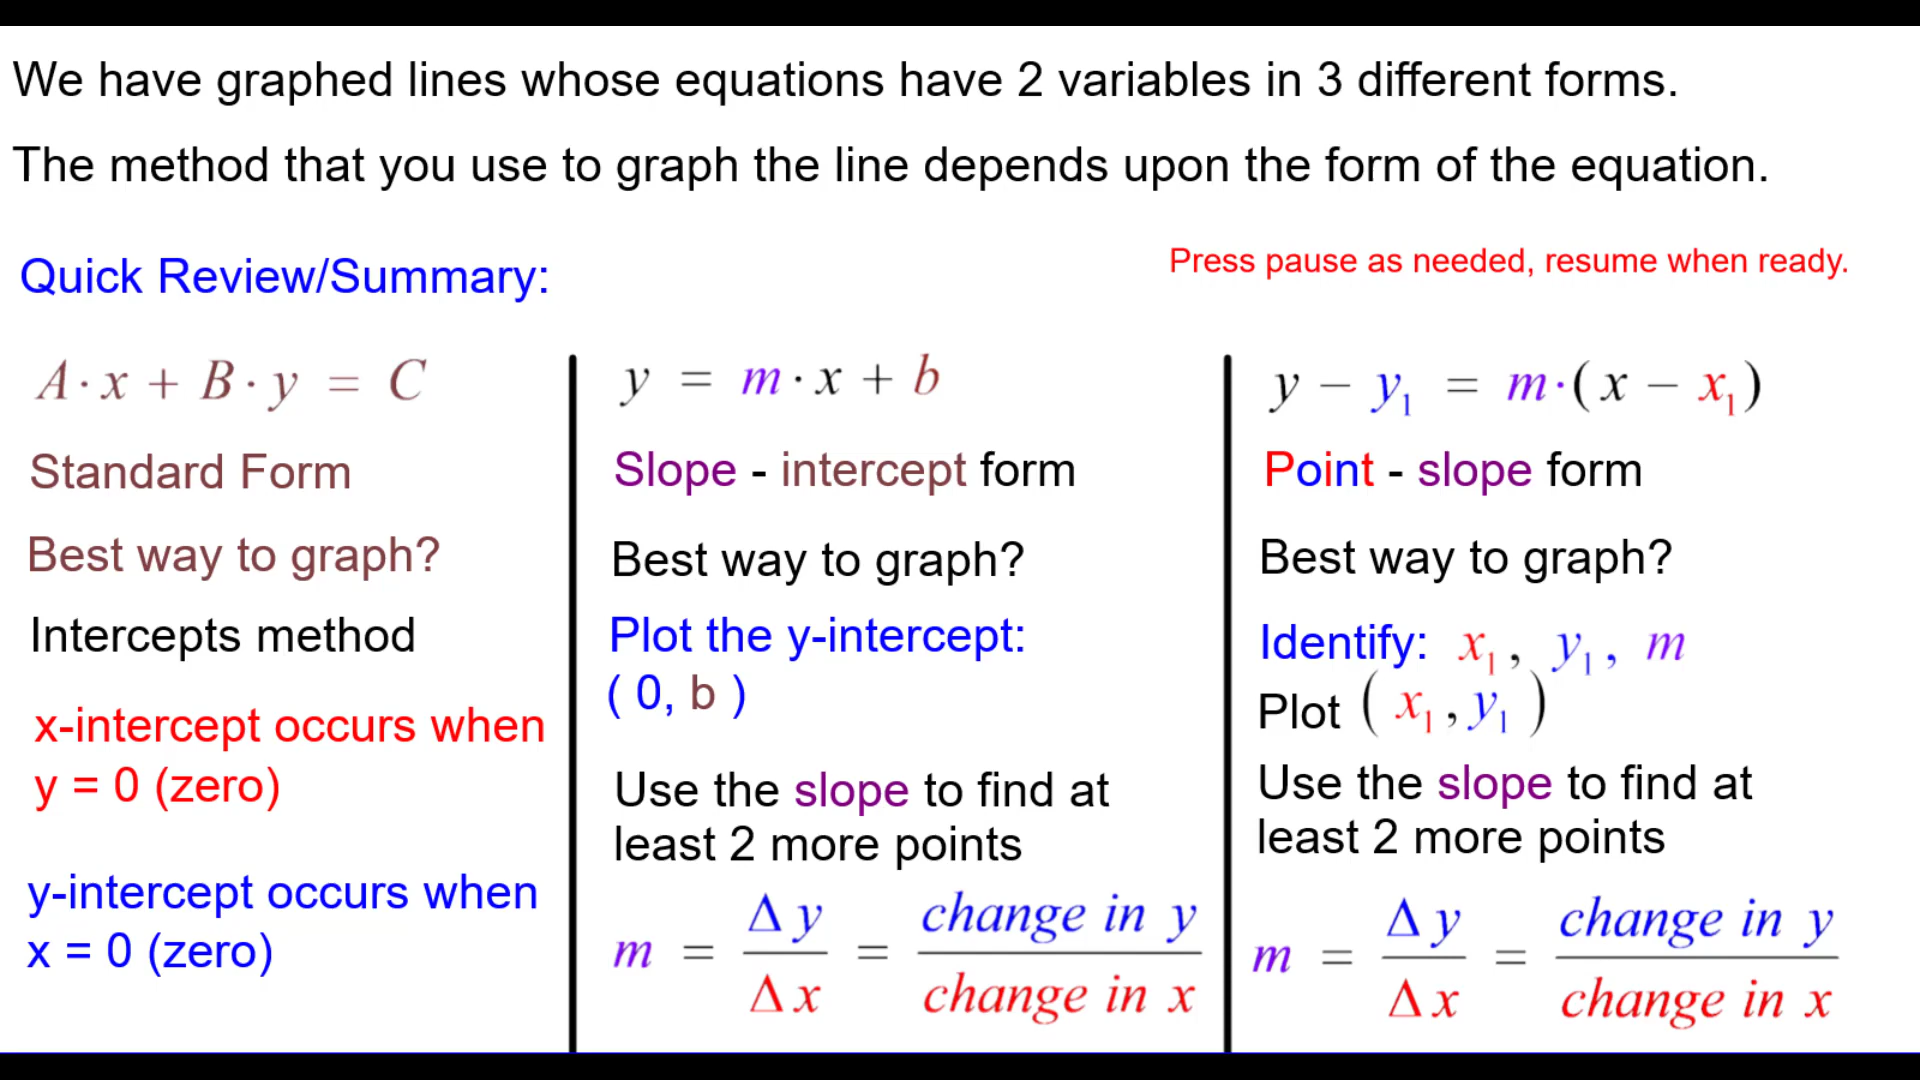 We have graphed lines whose equations have 2 variables in 3 different forms.
The method that you use to graph the line depends upon the form of the equation.
Quick Review/Summary:
Press pause as needed, resume when ready.
A·x + B·y = C
Standard Form
Best way to graph?
Intercepts method
x-intercept occurs when
y = 0 (zero)
y-intercept occurs when
x = 0 (zero)
y = m·x + b
Slope - intercept form
Best way to graph?
Plot the y-intercept:
( 0, b )
Use the slope to find at
least 2 more points
m = Δy/Δx = change in y/change in x
y − y₁ = m·(x − x₁)
Point - slope form
Best way to graph?
Identify: x₁, y₁, m
Plot (x₁, y₁)
Use the slope to find at
least 2 more points
m = Δy/Δx = change in y/change in x